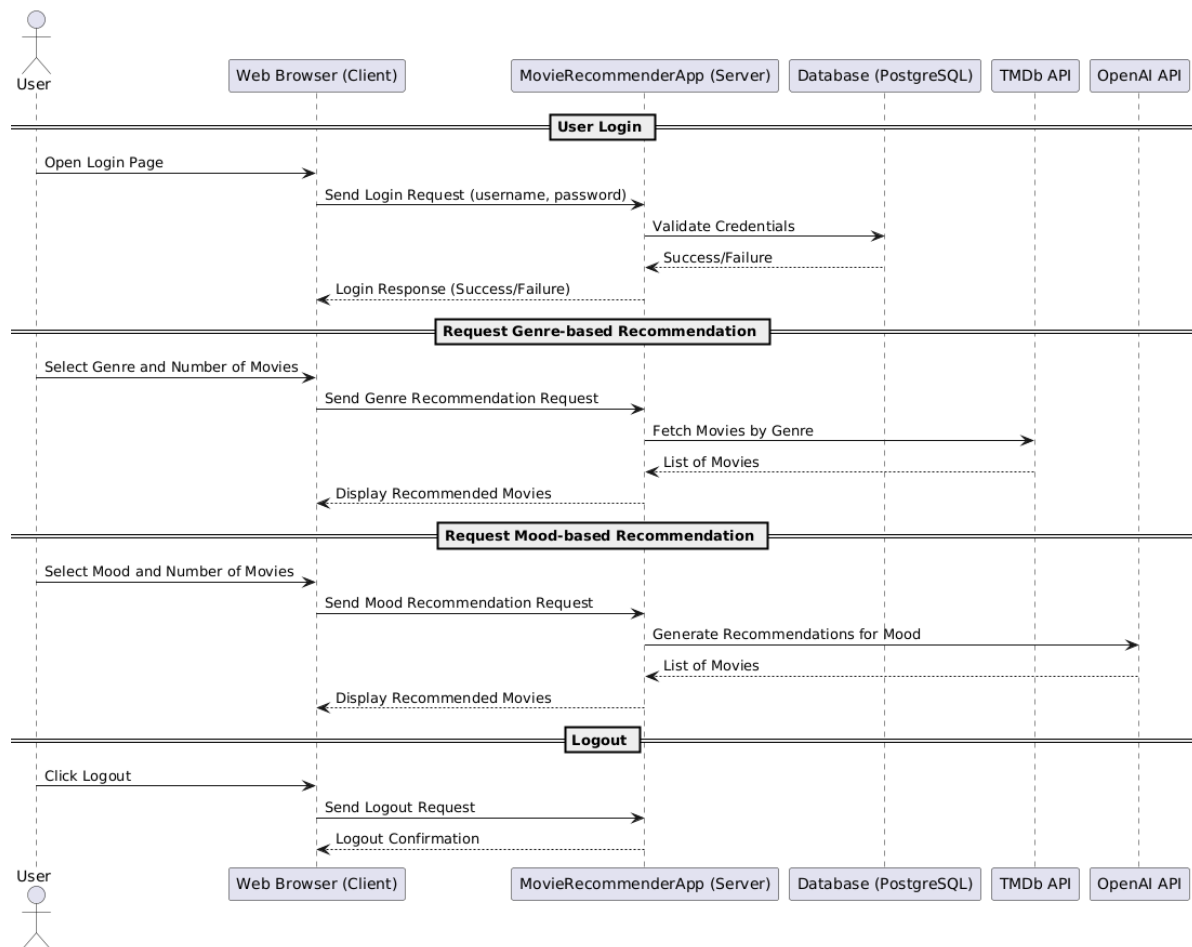 User
Web Browser (Client)
MovieRecommenderApp (Server)
Database (PostgreSQL)
TMDb API
OpenAI API
User Login
Open Login Page
Send Login Request (username, password)
Validate Credentials
Success/Failure
Login Response (Success/Failure)
Request Genre-based Recommendation
Select Genre and Number of Movies
Send Genre Recommendation Request
Fetch Movies by Genre
List of Movies
Display Recommended Movies
Request Mood-based Recommendation
Select Mood and Number of Movies
Send Mood Recommendation Request
Generate Recommendations for Mood
List of Movies
Display Recommended Movies
Logout
Click Logout
Send Logout Request
Logout Confirmation
User
Web Browser (Client)
MovieRecommenderApp (Server)
Database (PostgreSQL)
TMDb API
OpenAI API